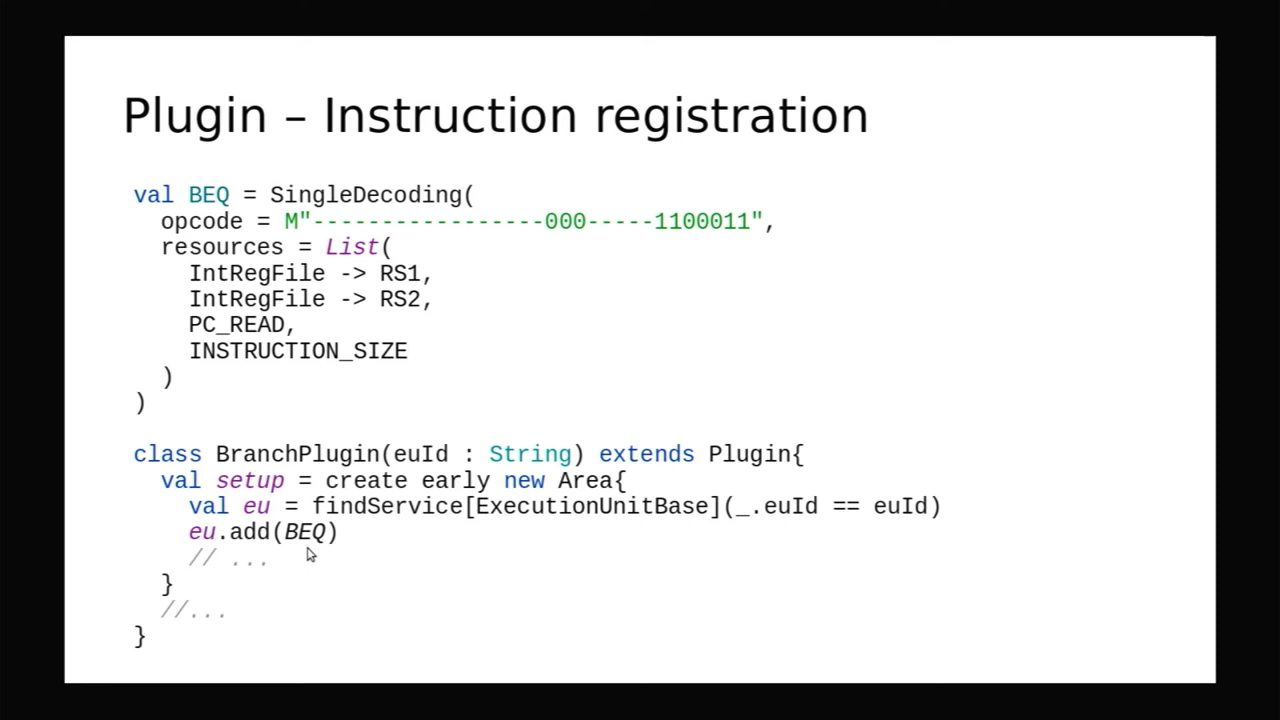 Plugin – Instruction registration
val BEQ = SingleDecoding(
  opcode = M"-----------------000-----1100011",
  resources = List(
    IntRegFile -> RS1,
    IntRegFile -> RS2,
    PC_READ,
    INSTRUCTION_SIZE
  )
)
class BranchPlugin(euId : String) extends Plugin{
  val setup = create early new Area{
    val eu = findService[ExecutionUnitBase](_.euId == euId)
    eu.add(BEQ)
    // ...
  }
  //...
}